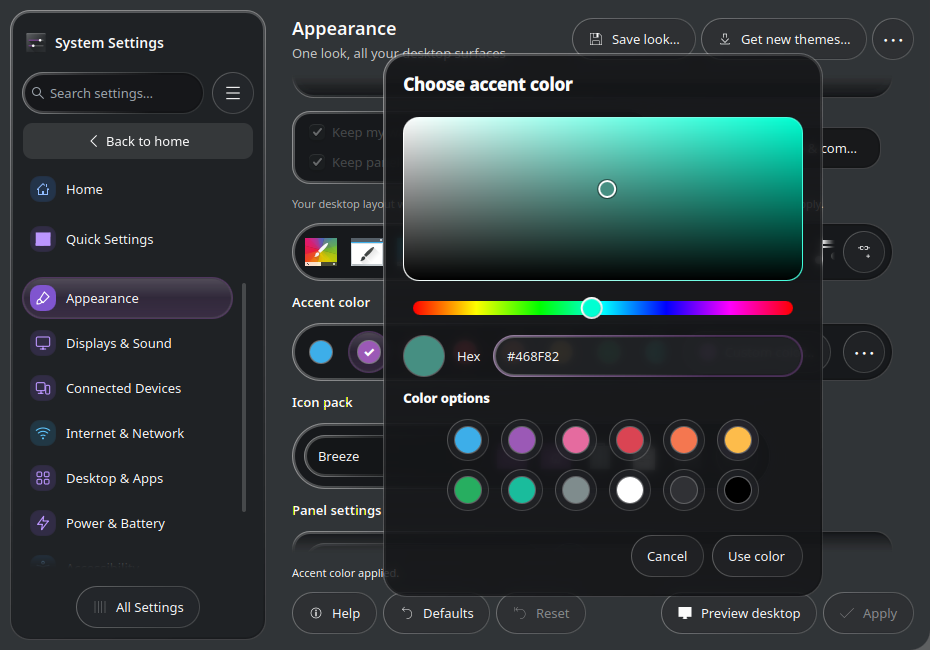 System Settings
Search settings...
Back to home
Home
Quick Settings
Appearance
Displays & Sound
Connected Devices
Internet & Network
Desktop & Apps
Power & Battery
All Settings
Appearance
One look, all your desktop surfaces
Save look...
Get new themes...
Keep my
Keep pan
com...
Your desktop layout
Accent color
Icon pack
Breeze
Panel settings
Accent color applied
Help
Defaults
Reset
Preview desktop
Apply
Choose accent color
Hex
#468F82
Color options
Cancel
Use color